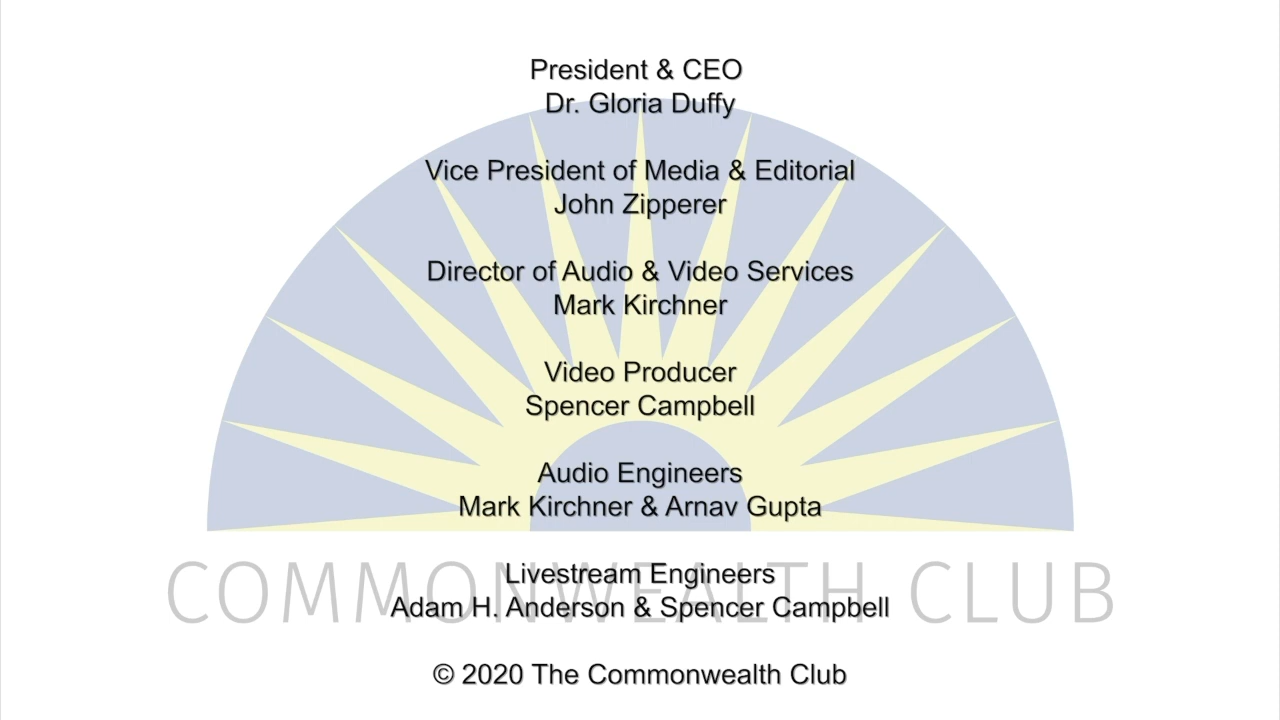 President & CEO
Dr. Gloria Duffy
Vice President of Media & Editorial
John Zipperer
Director of Audio & Video Services
Mark Kirchner
Video Producer
Spencer Campbell
Audio Engineers
Mark Kirchner & Arnav Gupta
Livestream Engineers
Adam H. Anderson & Spencer Campbell
COMMONWEALTH CLUB
© 2020 The Commonwealth Club